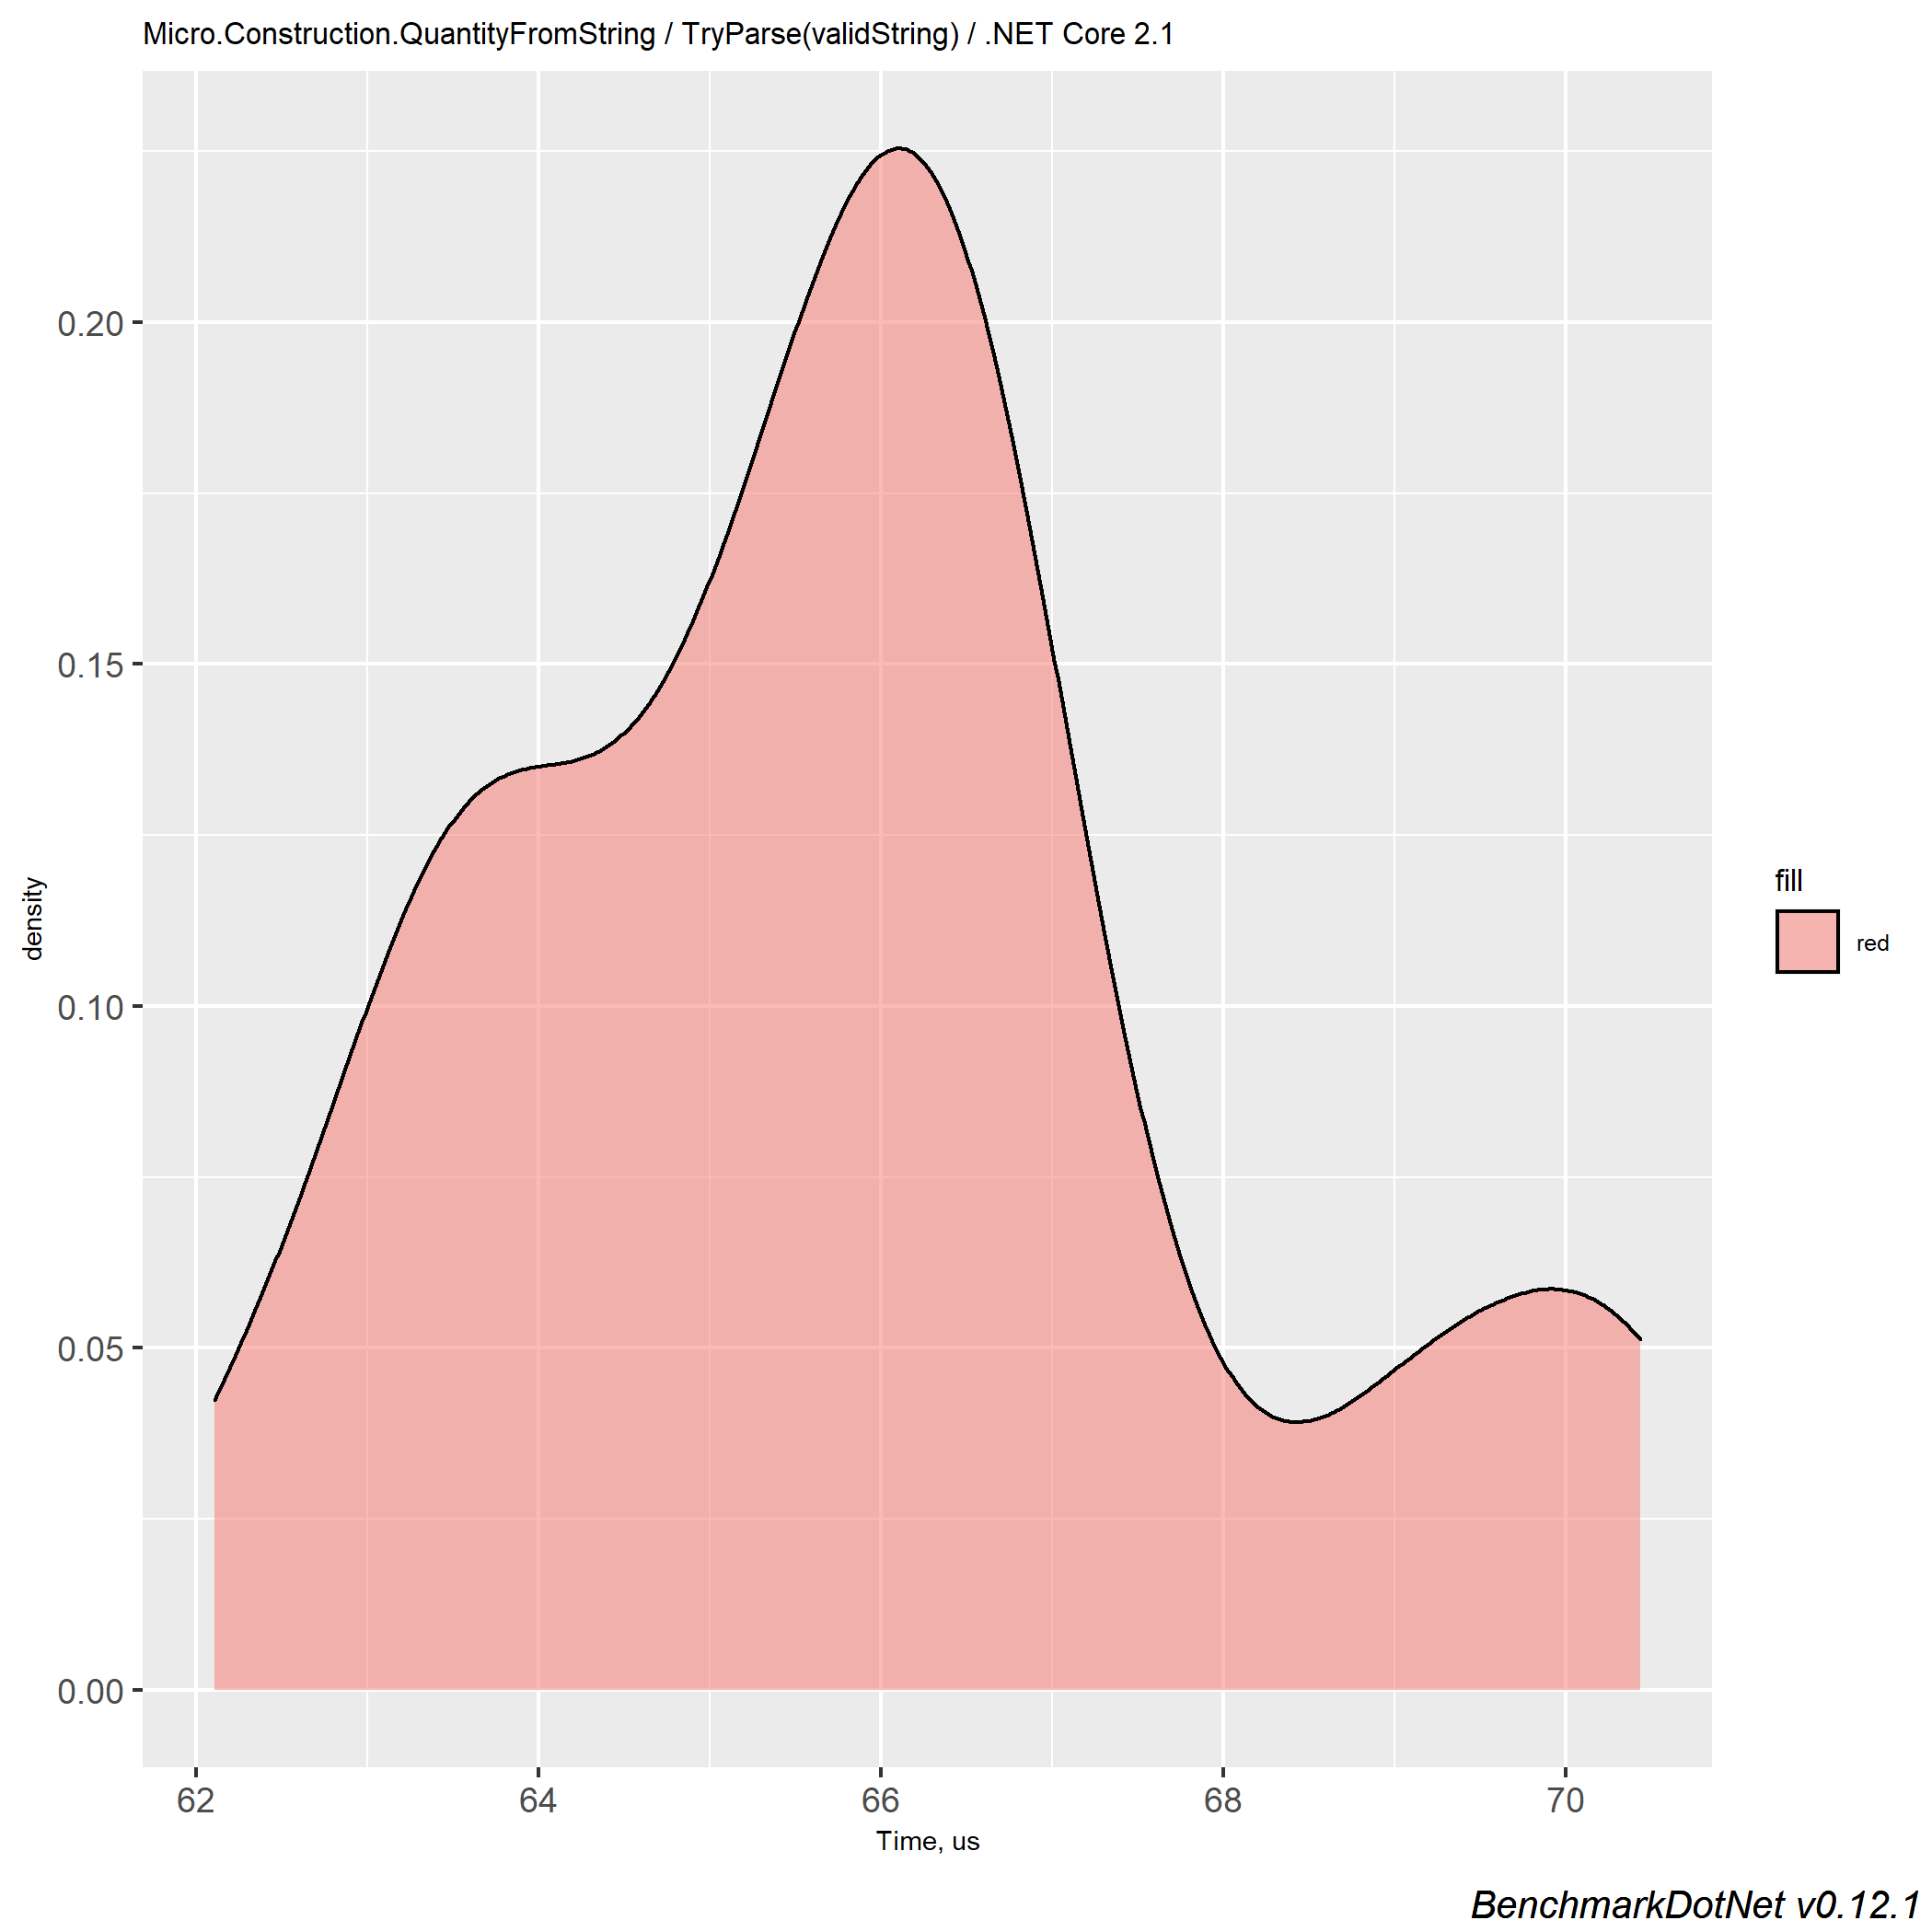 Micro.Construction.QuantityFromString / TryParse(validString) / .NET Core 2.1
0.20
0.15
0.10
0.05
0.00
density
62 64 66 68 70
Time, us
fill
red
BenchmarkDotNet v0.12.1